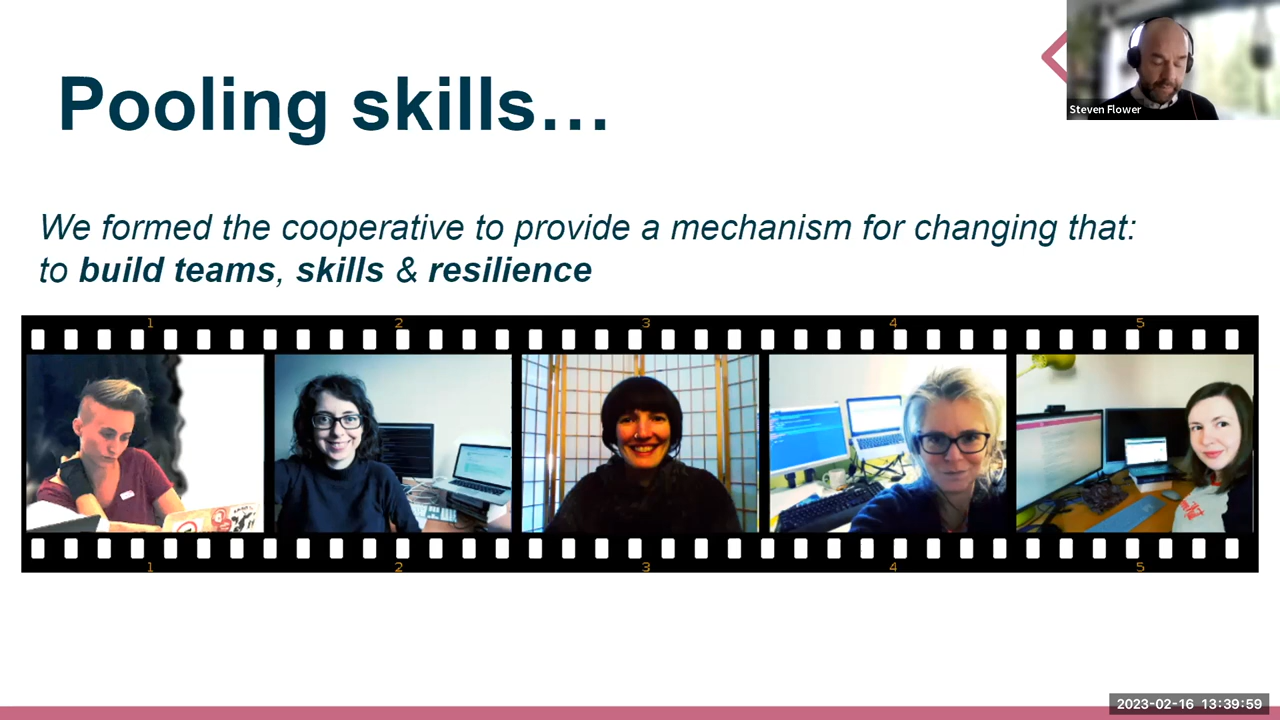 Pooling skills…
Steven Flower
We formed the cooperative to provide a mechanism for changing that:
to build teams, skills & resilience
1 2 3 4 5
1 2 3 4 5
2023-02-16 13:39:59